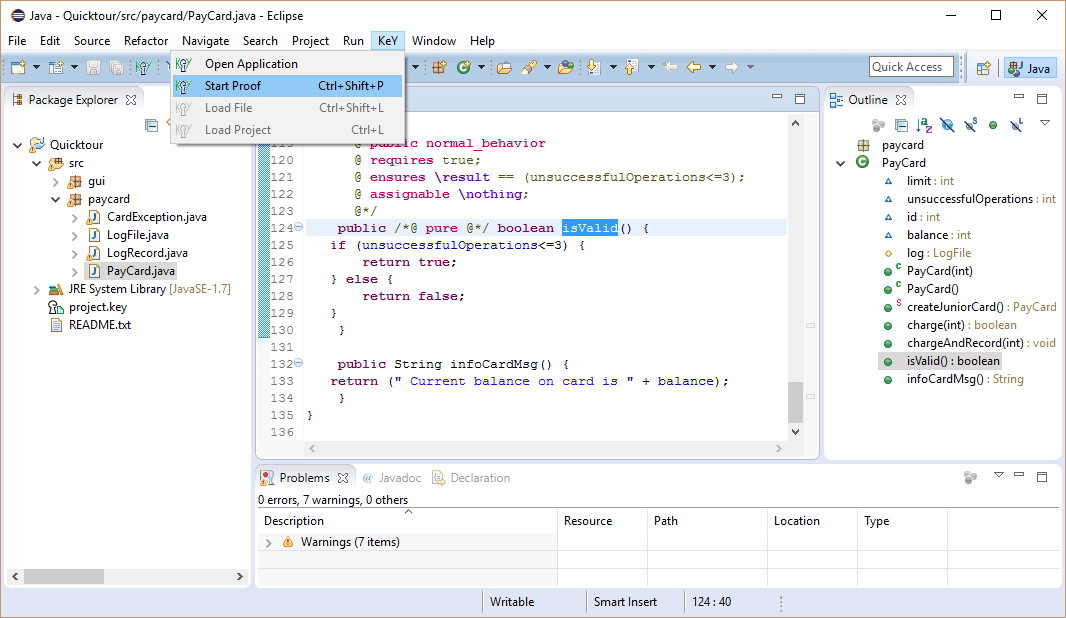 Java - Quicktour/src/paycard/PayCard.java - Eclipse
File Edit Source Refactor Navigate Search Project Run KeY Window Help
Quick Access
Java
KeY Open Application
KeY Start Proof Ctrl+Shift+P
KeY Load File Ctrl+Shift+L
KeY Load Project Ctrl+L
Package Explorer
Quicktour
src
gui
paycard
CardException.java
LogFile.java
LogRecord.java
PayCard.java
JRE System Library [JavaSE-1.7]
project.key
README.txt
119 @ public normal_behavior
120 @ requires true;
121 @ ensures \result == (unsuccessfulOperations<=3);
122 @ assignable \nothing;
123 @*/
124 public /*@ pure @*/ boolean isValid() {
125 if (unsuccessfulOperations<=3) {
126 return true;
127 } else {
128 return false;
129 }
130 }
131
132 public String infoCardMsg() {
133 return (" Current balance on card is " + balance);
134 }
135 }
136
Outline
paycard
PayCard
limit : int
unsuccessfulOperations : int
id : int
balance : int
log : LogFile
PayCard(int)
PayCard()
createJuniorCard() : PayCard
charge(int) : boolean
chargeAndRecord(int) : void
isValid() : boolean
infoCardMsg() : String
Problems @ Javadoc Declaration
0 errors, 7 warnings, 0 others
Description Resource Path Location Type
Warnings (7 items)
Writable Smart Insert 124 : 40